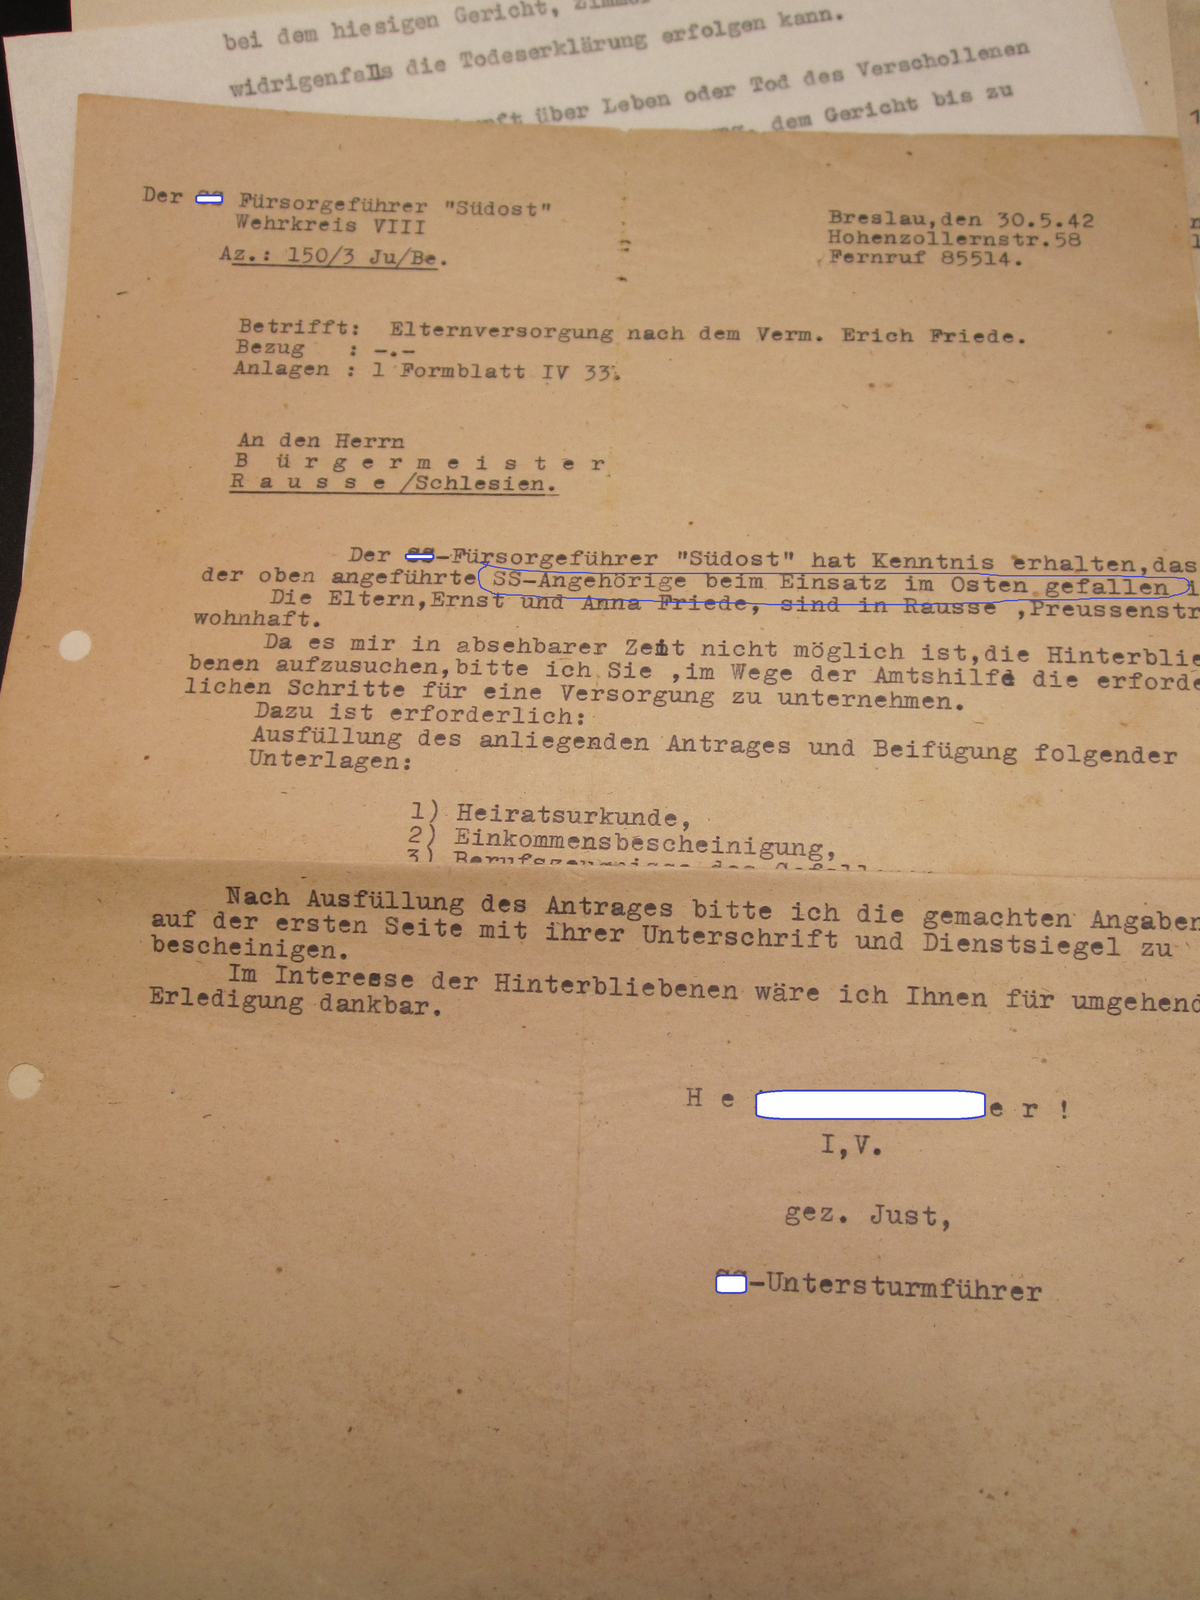 bei dem hiesigen Gericht,
widrigenfalls die Todeserklärung erfolgen kann.
über Leben oder Tod des Verschollenen
dem Gericht bis zu
Der Fürsorgeführer "Südost"
Wehrkreis VIII
Az.: 150/3 Ju/Be.
Breslau,den 30.5.42
Hohenzollernstr.58
Fernruf 85514.
Betrifft: Elternversorgung nach dem Verm. Erich Friede.
Bezug : -.-
Anlagen : 1 Formblatt IV 33.
An den Herrn
B ü r g e r m e i s t e r
R a u s s e /Schlesien.
Der SS-Fürsorgeführer "Südost" hat Kenntnis erhalten,das
der oben angeführte SS-Angehörige beim Einsatz im Osten gefallen
Die Eltern,Ernst und Anna Friede, sind in Rausse ,Preussenstr
wohnhaft.
Da es mir in absehbarer Zeit nicht möglich ist,die Hinterblie
benen aufzusuchen,bitte ich Sie ,im Wege der Amtshilfe die erforde
lichen Schritte für eine Versorgung zu unternehmen.
Dazu ist erforderlich:
Ausfüllung des anliegenden Antrages und Beifügung folgender
Unterlagen:
1) Heiratsurkunde,
2) Einkommensbescheinigung,
3) Berufszeugnisse des
Nach Ausfüllung des Antrages bitte ich die gemachten Angaben
auf der ersten Seite mit ihrer Unterschrift und Dienstsiegel zu
bescheinigen.
Im Interesse der Hinterbliebenen wäre ich Ihnen für umgehend
Erledigung dankbar.
H e e r !
I,V.
gez. Just,
-Untersturmführer